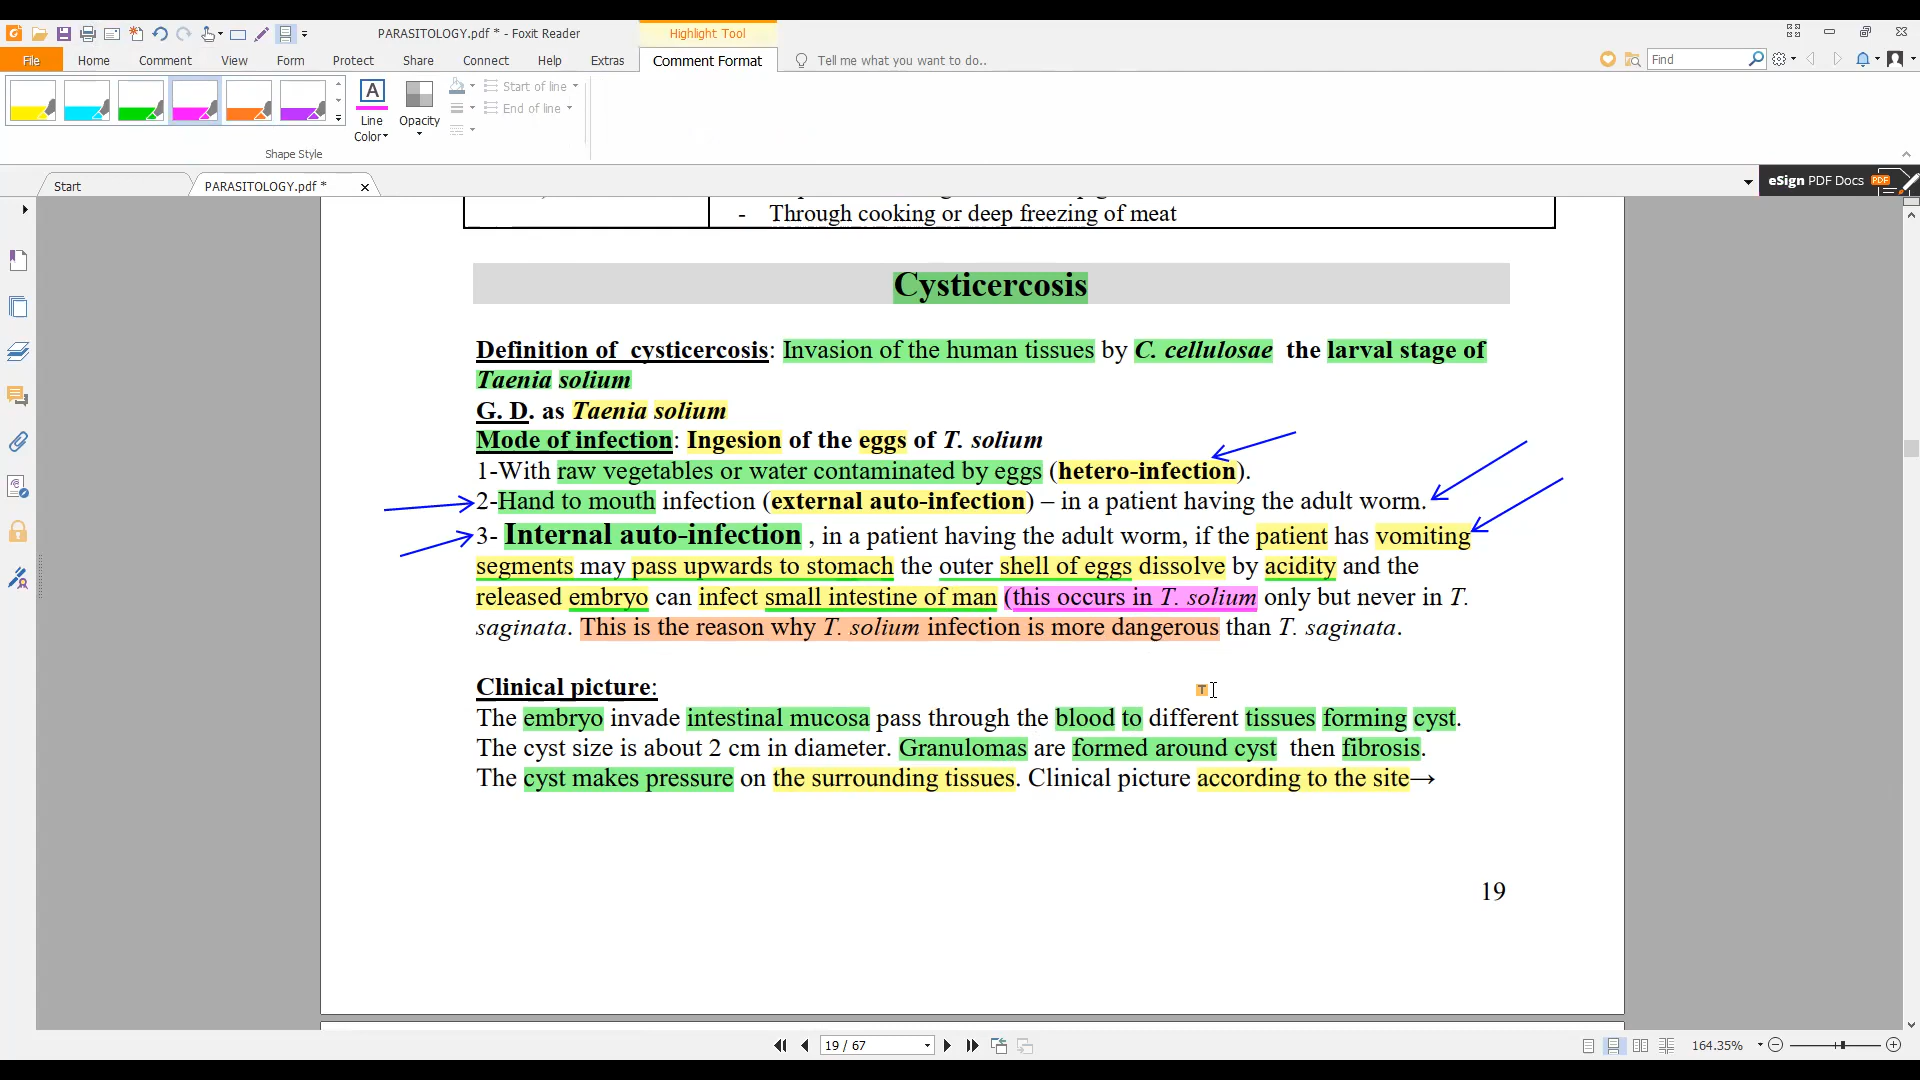 PARASITOLOGY.pdf * - Foxit Reader
Highlight Tool
File Home Comment View Form Protect Share Connect Help Extras Comment Format Tell me what you want to do.. Find
Start of line
End of line
Line Color
Opacity
Shape Style
Start
PARASITOLOGY.pdf *
eSign PDF Docs
PDF
- Through cooking or deep freezing of meat
Cysticercosis
Definition of cysticercosis: Invasion of the human tissues by C. cellulosae the larval stage of
Taenia solium
G. D. as Taenia solium
Mode of infection: Ingesion of the eggs of T. solium
1-With raw vegetables or water contaminated by eggs (hetero-infection).
2-Hand to mouth infection (external auto-infection) – in a patient having the adult worm.
3- Internal auto-infection , in a patient having the adult worm, if the patient has vomiting
segments may pass upwards to stomach the outer shell of eggs dissolve by acidity and the
released embryo can infect small intestine of man (this occurs in T. solium only but never in T.
saginata. This is the reason why T. solium infection is more dangerous than T. saginata.
Clinical picture:
The embryo invade intestinal mucosa pass through the blood to different tissues forming cyst.
The cyst size is about 2 cm in diameter. Granulomas are formed around cyst then fibrosis.
The cyst makes pressure on the surrounding tissues. Clinical picture according to the site→
19
19 / 67
164.35%